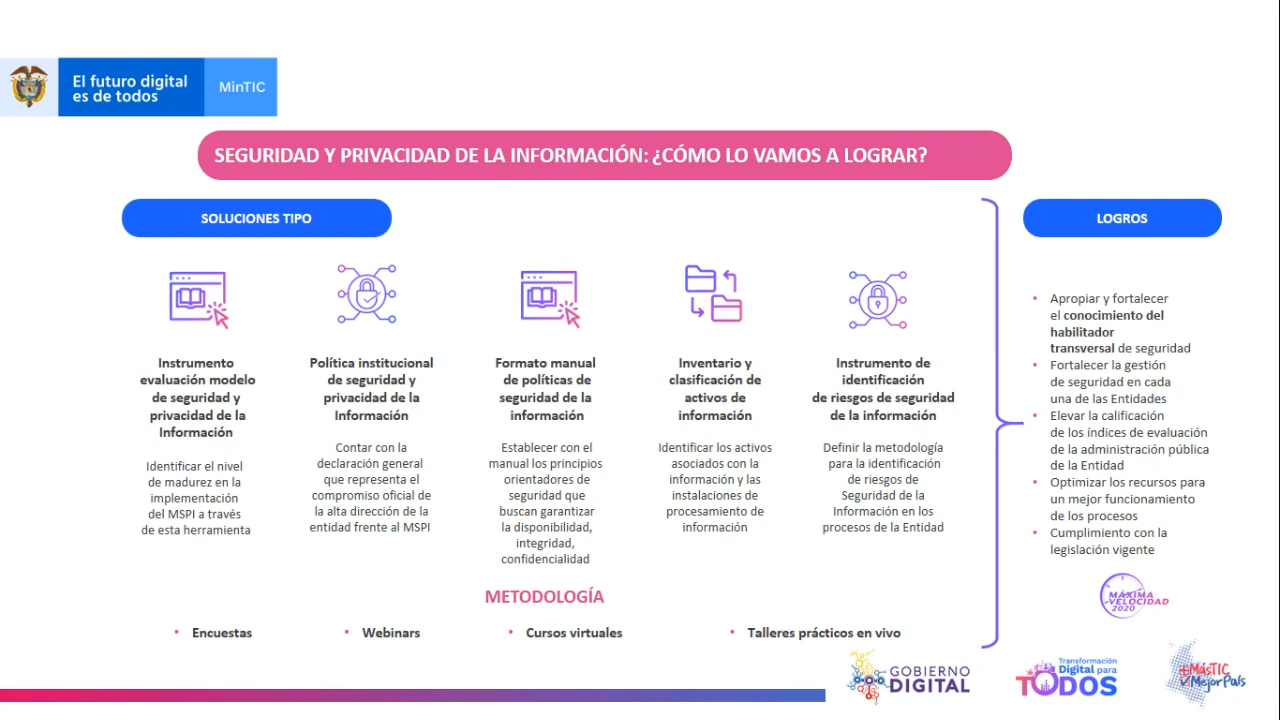 El futuro digital
es de todos
MinTIC
SEGURIDAD Y PRIVACIDAD DE LA INFORMACIÓN: ¿CÓMO LO VAMOS A LOGRAR?
SOLUCIONES TIPO
Instrumento
evaluación modelo
de seguridad y
privacidad de la
Información
Identificar el nivel
de madurez en la
implementación
del MSPI a través
de esta herramienta
Política institucional
de seguridad y
privacidad de la
Información
Contar con la
declaración general
que representa el
compromiso oficial de
la alta dirección de la
entidad frente al MSPI
Formato manual
de políticas de
seguridad de la
información
Establecer con el
manual los principios
orientadores de
seguridad que
buscan garantizar
la disponibilidad,
integridad,
confidencialidad
Inventario y
clasificación de
activos de
información
Identificar los activos
asociados con la
información y las
instalaciones de
procesamiento de
información
Instrumento de
identificación
de riesgos de seguridad
de la información
Definir la metodología
para la identificación
de riesgos de
Seguridad de la
Información en los
procesos de la Entidad
METODOLOGÍA
• Encuestas
• Webinars
• Cursos virtuales
• Talleres prácticos en vivo
LOGROS
• Apropiar y fortalecer
el conocimiento del
habilitador
transversal de seguridad
• Fortalecer la gestión
de seguridad en cada
una de las Entidades
• Elevar la calificación
de los índices de evaluación
de la administración pública
de la Entidad
• Optimizar los recursos para
un mejor funcionamiento
de los procesos
• Cumplimiento con la
legislación vigente
MÁXIMA
VELOCIDAD
2020
GOBIERNO
DIGITAL
Transformación
Digital para
TODOS
+MásTIC
MejorPaís